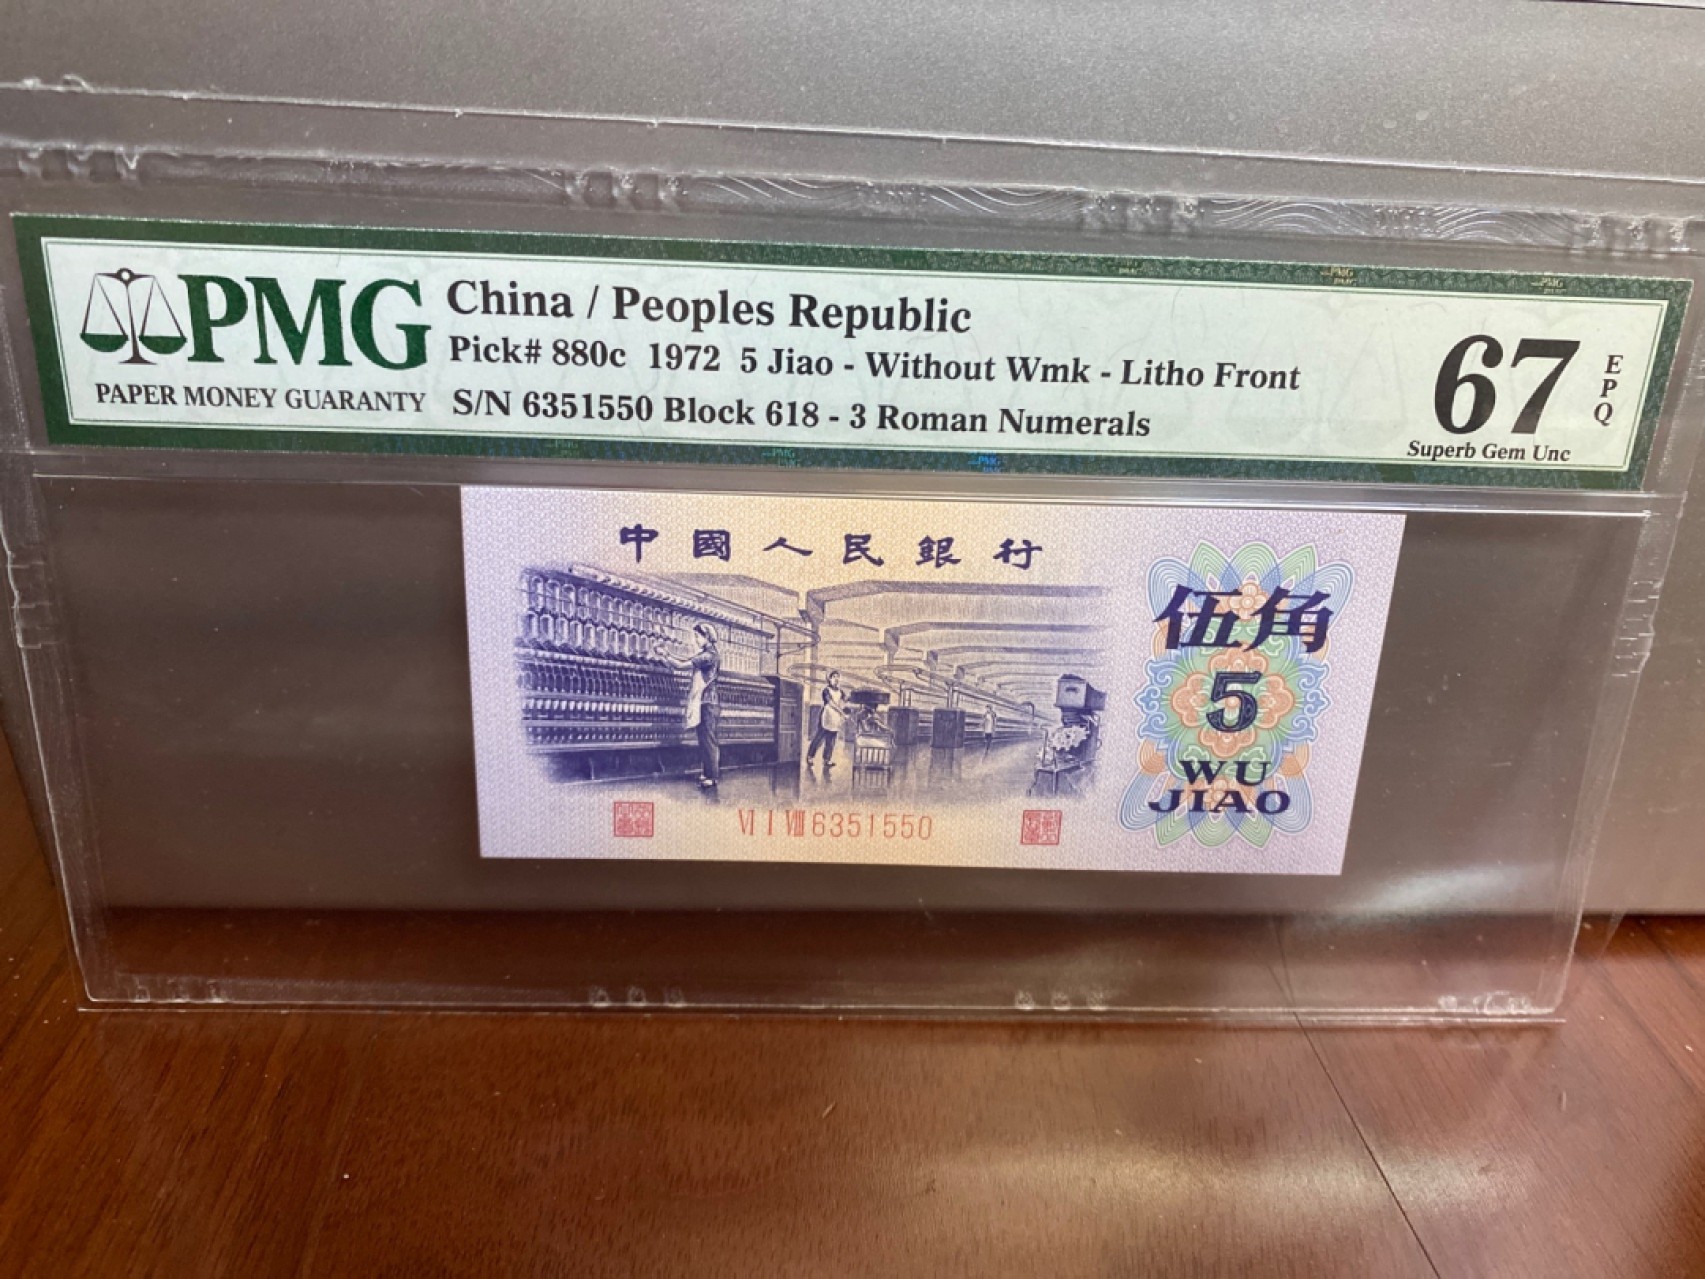 PMG
PAPER MONEY GUARANTY
China / Peoples Republic
Pick# 880c 1972 5 Jiao - Without Wmk - Litho Front
S/N 6351550 Block 618 - 3 Roman Numerals
67
EPQ
Superb Gem Unc
中國人民銀行
伍角
5
WU
JIAO
VI I VIII 6351550